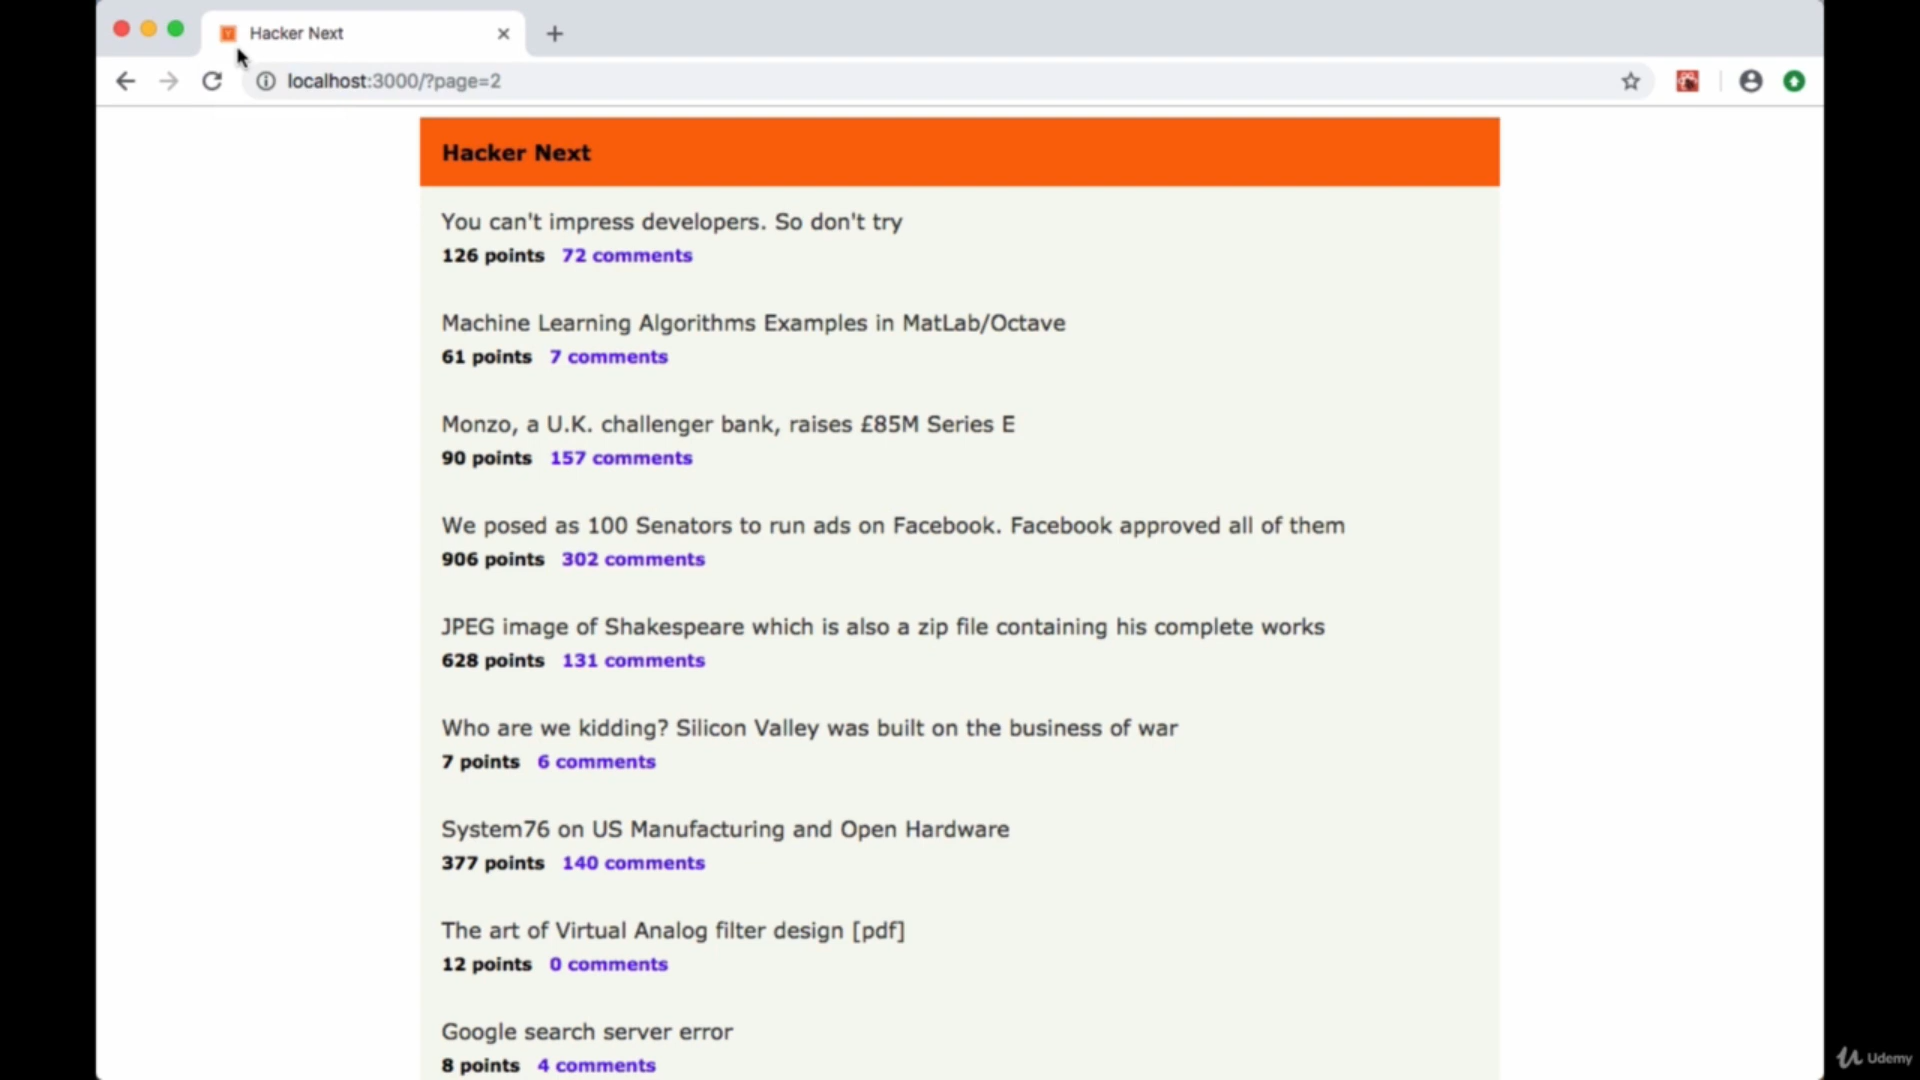 Hacker Next
localhost:3000/?page=2
Hacker Next
You can't impress developers. So don't try
126 points 72 comments
Machine Learning Algorithms Examples in MatLab/Octave
61 points 7 comments
Monzo, a U.K. challenger bank, raises £85M Series E
90 points 157 comments
We posed as 100 Senators to run ads on Facebook. Facebook approved all of them
906 points 302 comments
JPEG image of Shakespeare which is also a zip file containing his complete works
628 points 131 comments
Who are we kidding? Silicon Valley was built on the business of war
7 points 6 comments
System76 on US Manufacturing and Open Hardware
377 points 140 comments
The art of Virtual Analog filter design [pdf]
12 points 0 comments
Google search server error
8 points 4 comments
Udemy